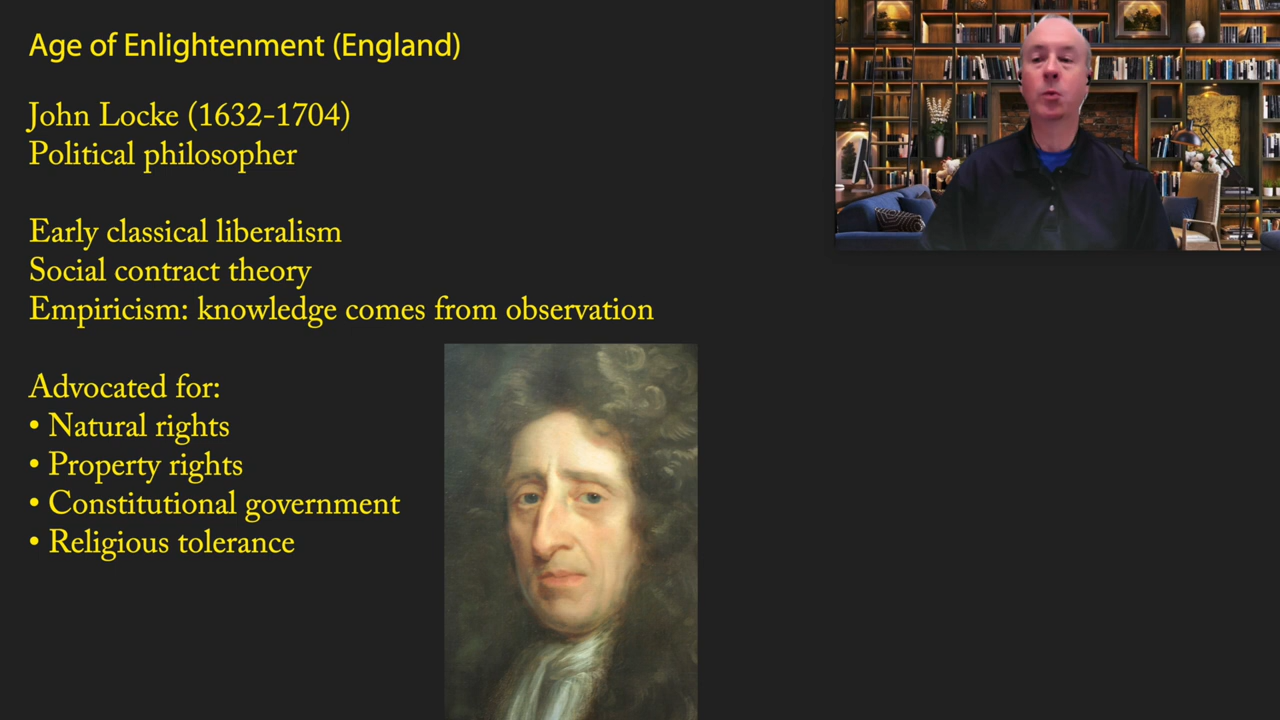 Age of Enlightenment (England)
John Locke (1632-1704)
Political philosopher
Early classical liberalism
Social contract theory
Empiricism: knowledge comes from observation
Advocated for:
• Natural rights
• Property rights
• Constitutional government
• Religious tolerance